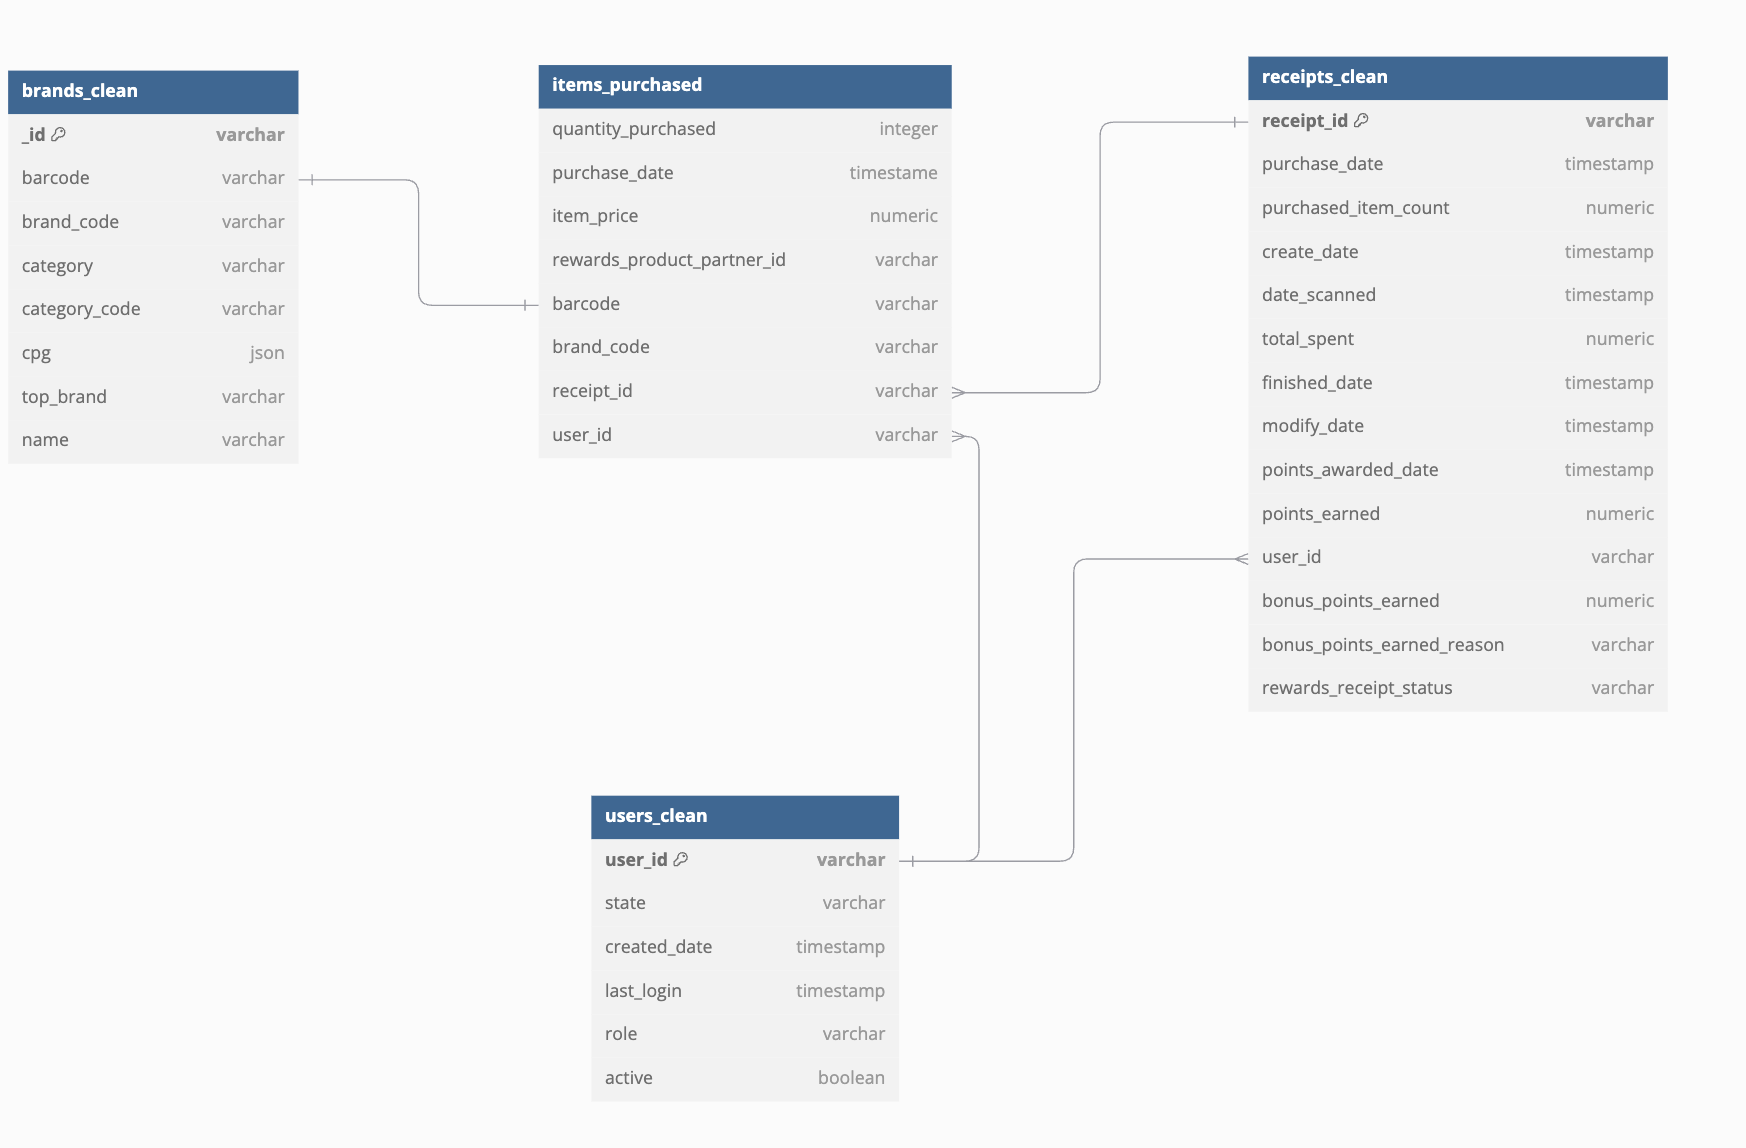 brands_clean
_id varchar
barcode varchar
brand_code varchar
category varchar
category_code varchar
cpg json
top_brand varchar
name varchar
items_purchased
quantity_purchased integer
purchase_date timestame
item_price numeric
rewards_product_partner_id varchar
barcode varchar
brand_code varchar
receipt_id varchar
user_id varchar
receipts_clean
receipt_id varchar
purchase_date timestamp
purchased_item_count numeric
create_date timestamp
date_scanned timestamp
total_spent numeric
finished_date timestamp
modify_date timestamp
points_awarded_date timestamp
points_earned numeric
user_id varchar
bonus_points_earned numeric
bonus_points_earned_reason varchar
rewards_receipt_status varchar
users_clean
user_id varchar
state varchar
created_date timestamp
last_login timestamp
role varchar
active boolean